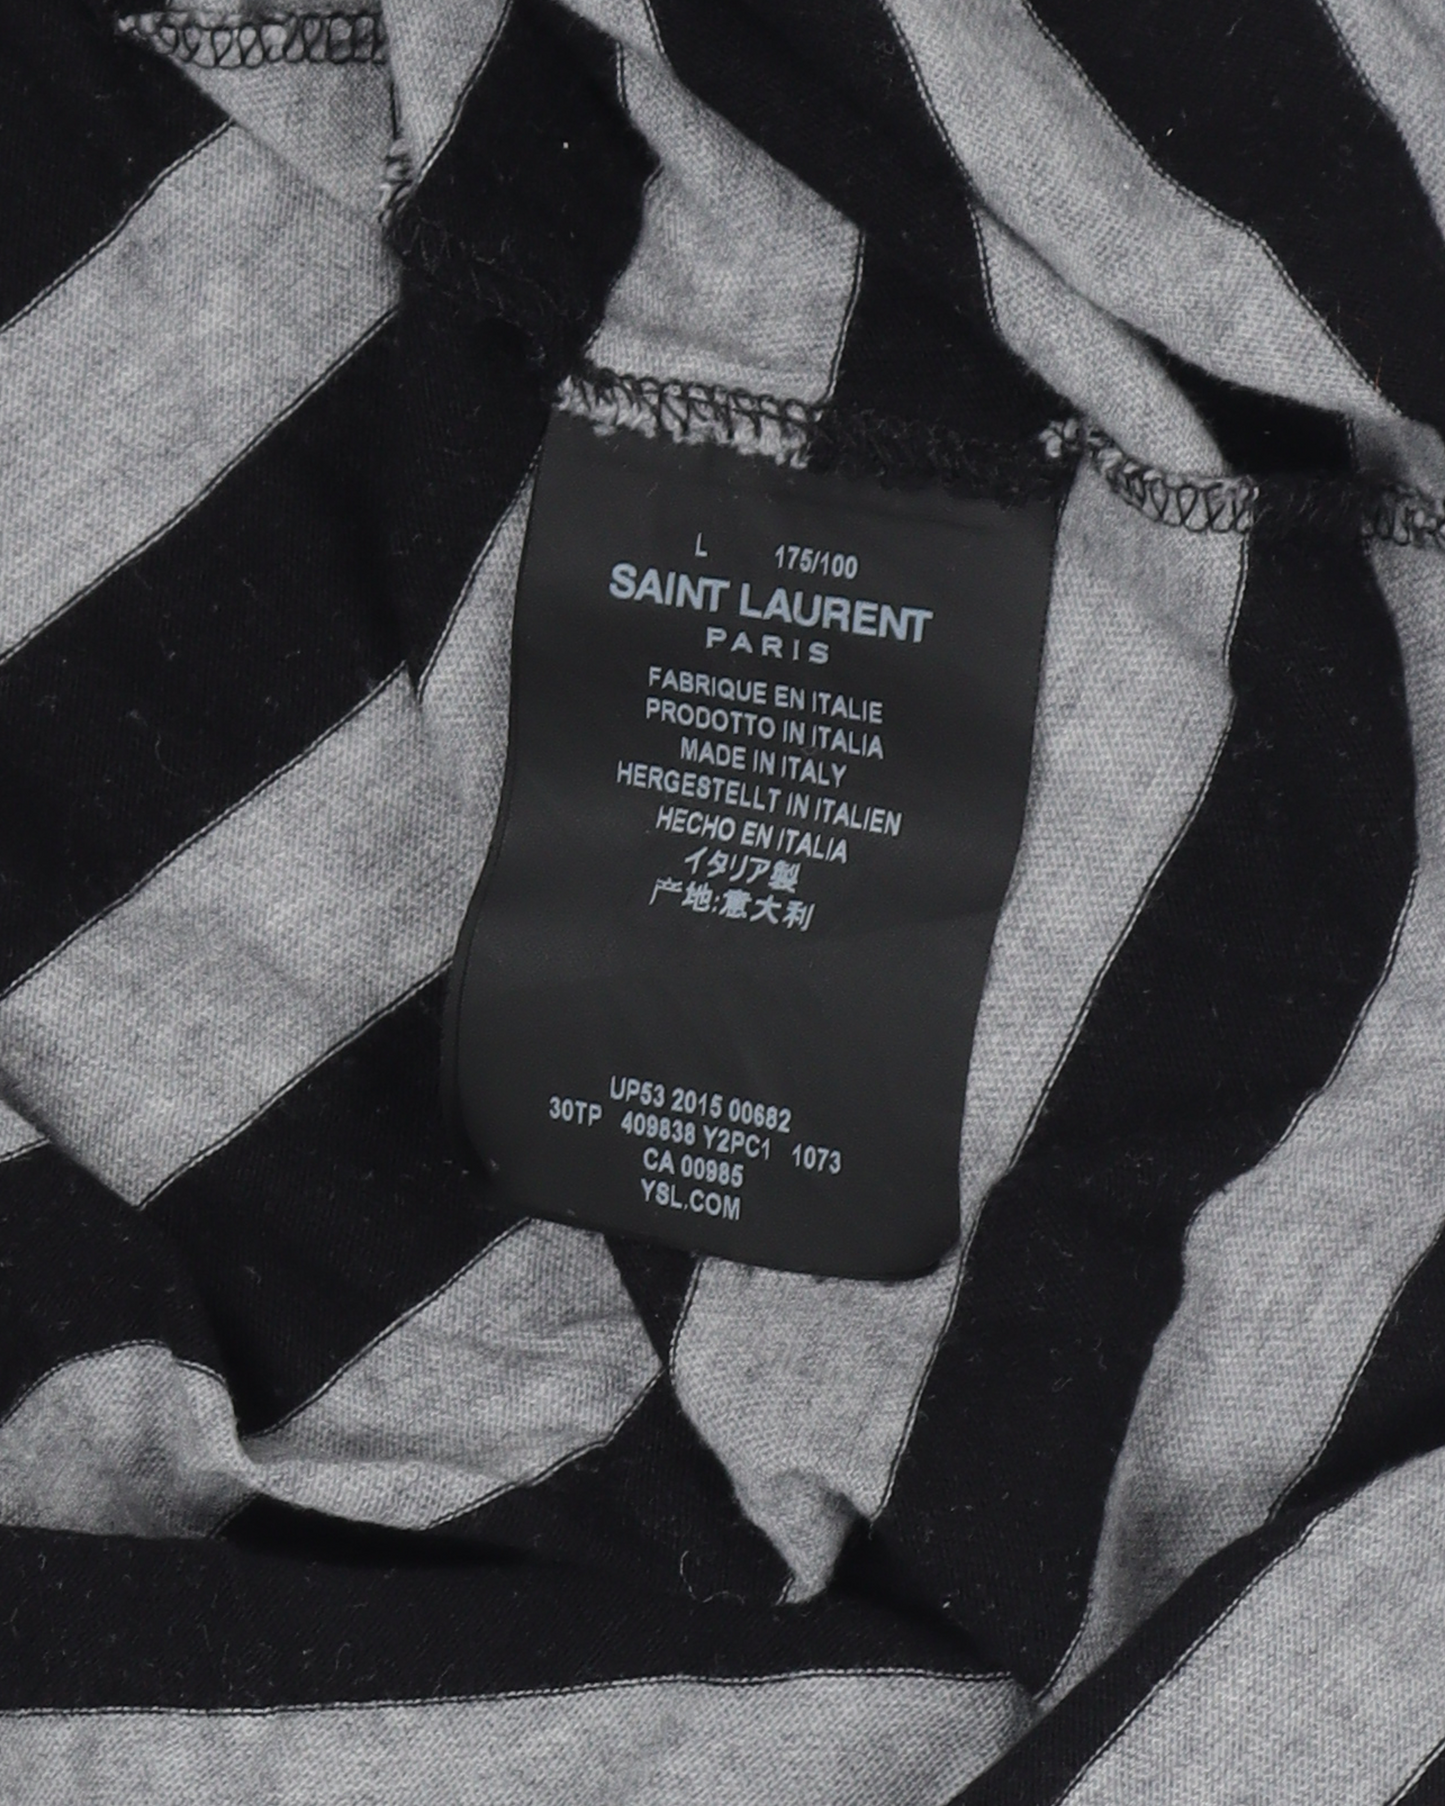 L 175/100
SAINT LAURENT
PARIS
FABRIQUE EN ITALIE
PRODOTTO IN ITALIA
MADE IN ITALY
HERGESTELLT IN ITALIEN
HECHO EN ITALIA
イタリア製
产地:意大利
UP53 2015 00682
30TP 409838 Y2PC1 1073
CA 00985
YSL.COM